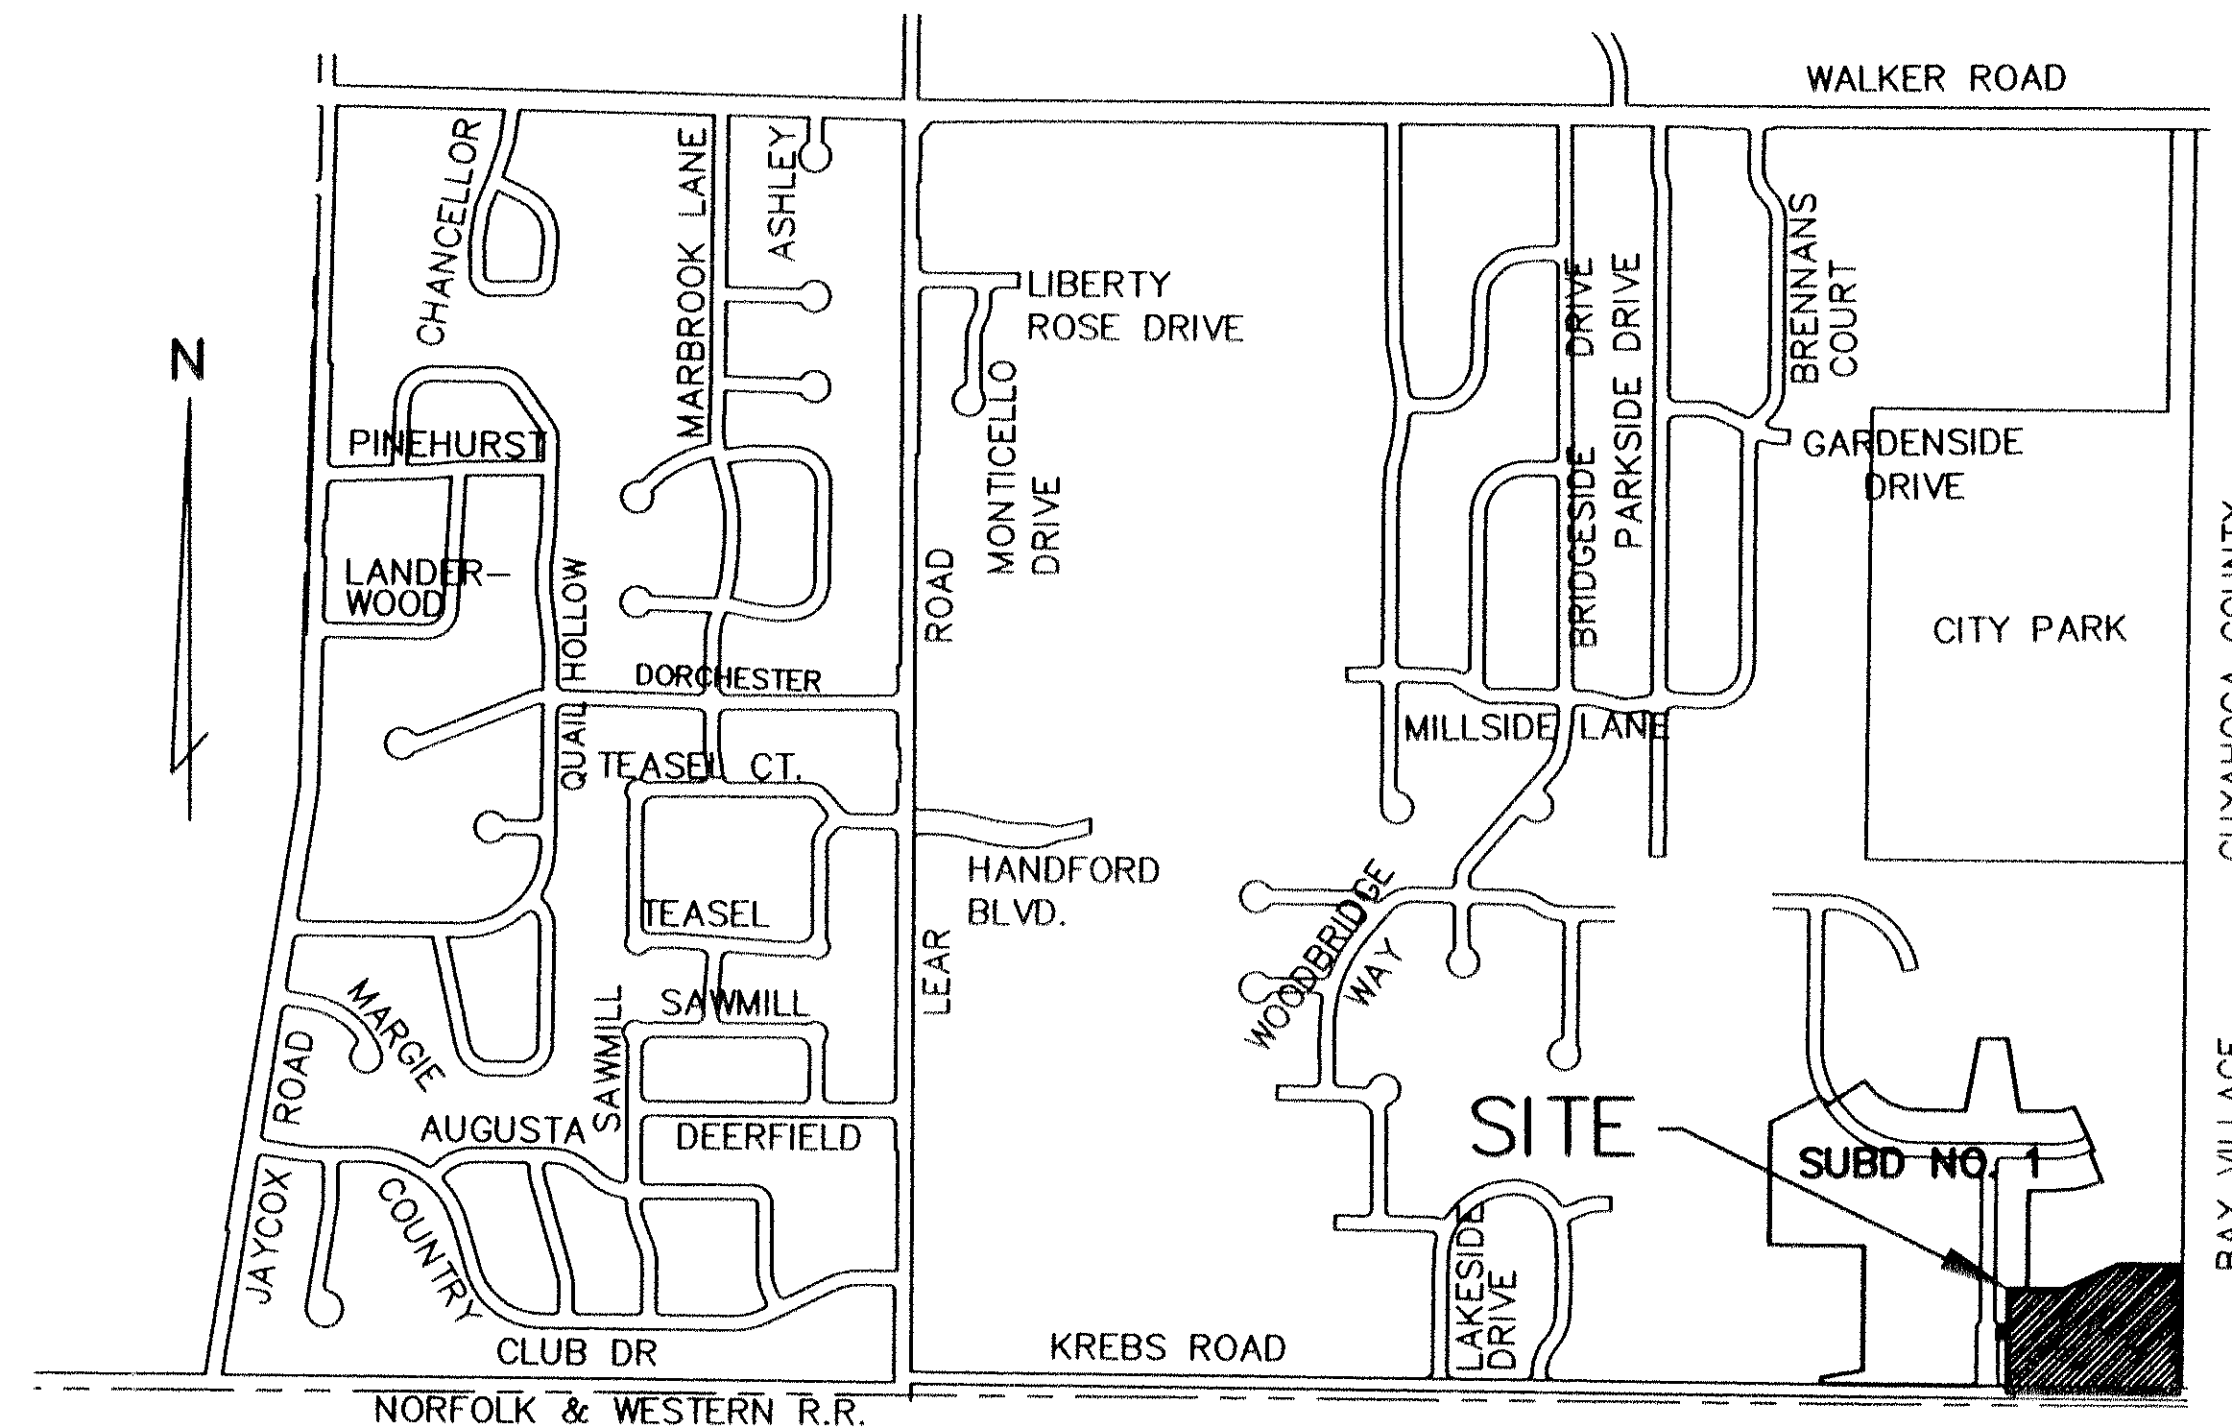 WALKER ROAD
CHANCELLOR
MARBROOK LANE
ASHLEY
LIBERTY
ROSE DRIVE
MONTICELLO
DRIVE
BRIDGESIDE DRIVE
PARKSIDE DRIVE
BRENNANS
COURT
GARDENSIDE
DRIVE
N
PINEHURST
LANDER-
WOOD
QUAIL HOLLOW
DORCHESTER
LEAR ROAD
CITY PARK
CUYAHOGA COUNTY
MILLSIDE LANE
TEASEL CT.
HANDFORD
BLVD.
TEASEL
WOODBRIDGE
WAY
MARGIE
SAWMILL
SAWMILL
JAYCOX ROAD
AUGUSTA
DEERFIELD
SITE
SUBD NO. 1
BAY VILLAGE
COUNTRY
CLUB DR
LAKESIDE
DRIVE
KREBS ROAD
NORFOLK & WESTERN R.R.